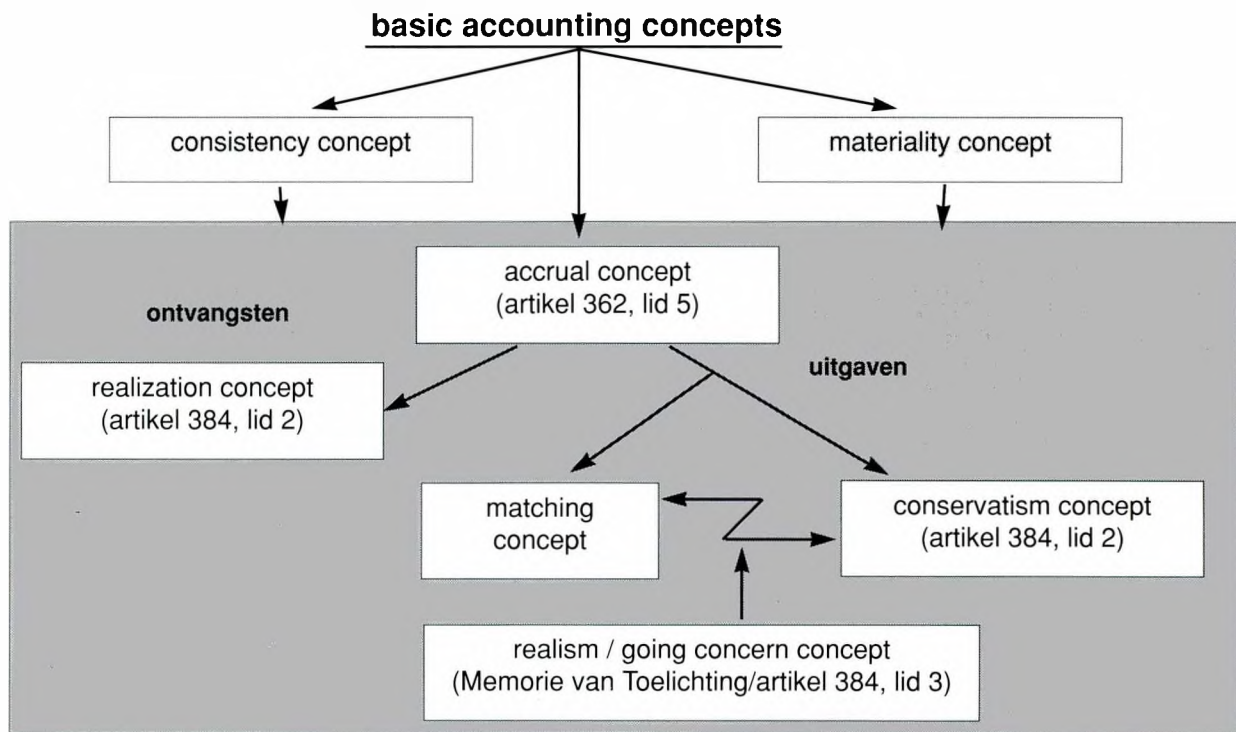 basic accounting concepts
consistency concept
materiality concept
accrual concept
(artikel 362, lid 5)
ontvangsten
uitgaven
realization concept
(artikel 384, lid 2)
matching
concept
conservatism concept
(artikel 384, lid 2)
realism / going concern concept
(Memorie van Toelichting/artikel 384, lid 3)